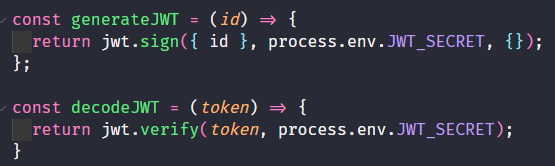 const generateJWT = (id) => {
  return jwt.sign({ id }, process.env.JWT_SECRET, {});
};
const decodeJWT = (token) => {
  return jwt.verify(token, process.env.JWT_SECRET);
}